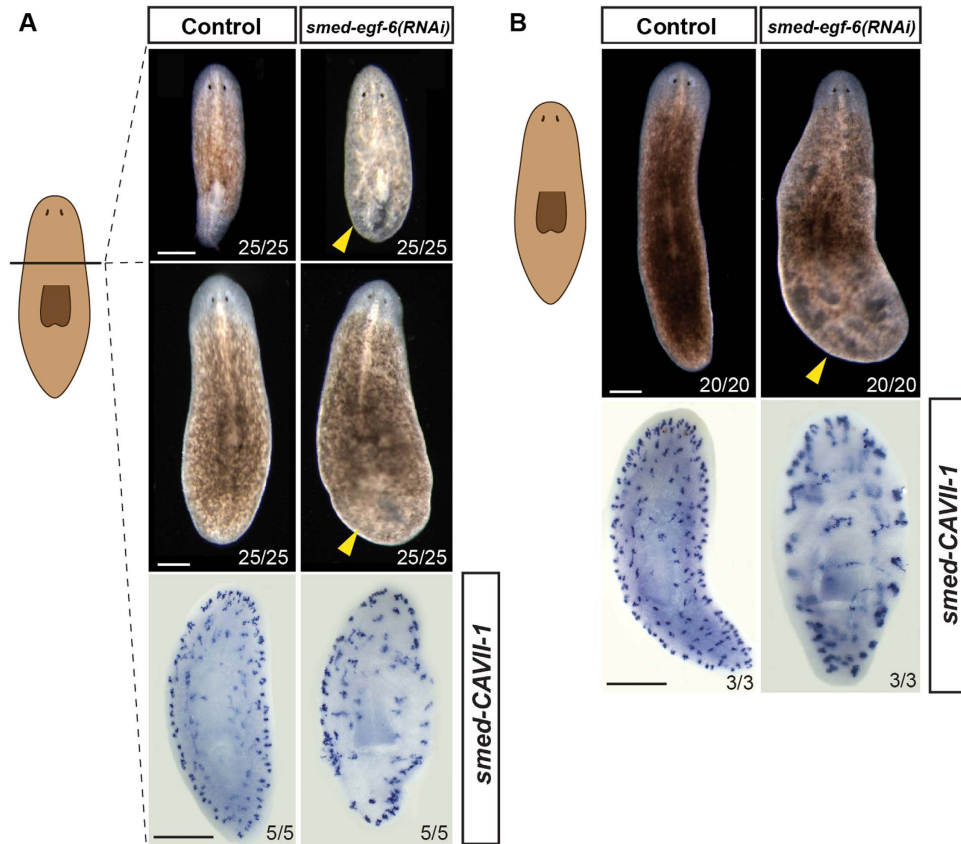 A
Control
smed-egf-6(RNAi)
25/25
25/25
25/25
25/25
5/5
5/5
smed-CAVII-1
B
Control
smed-egf-6(RNAi)
20/20
20/20
3/3
3/3
smed-CAVII-1